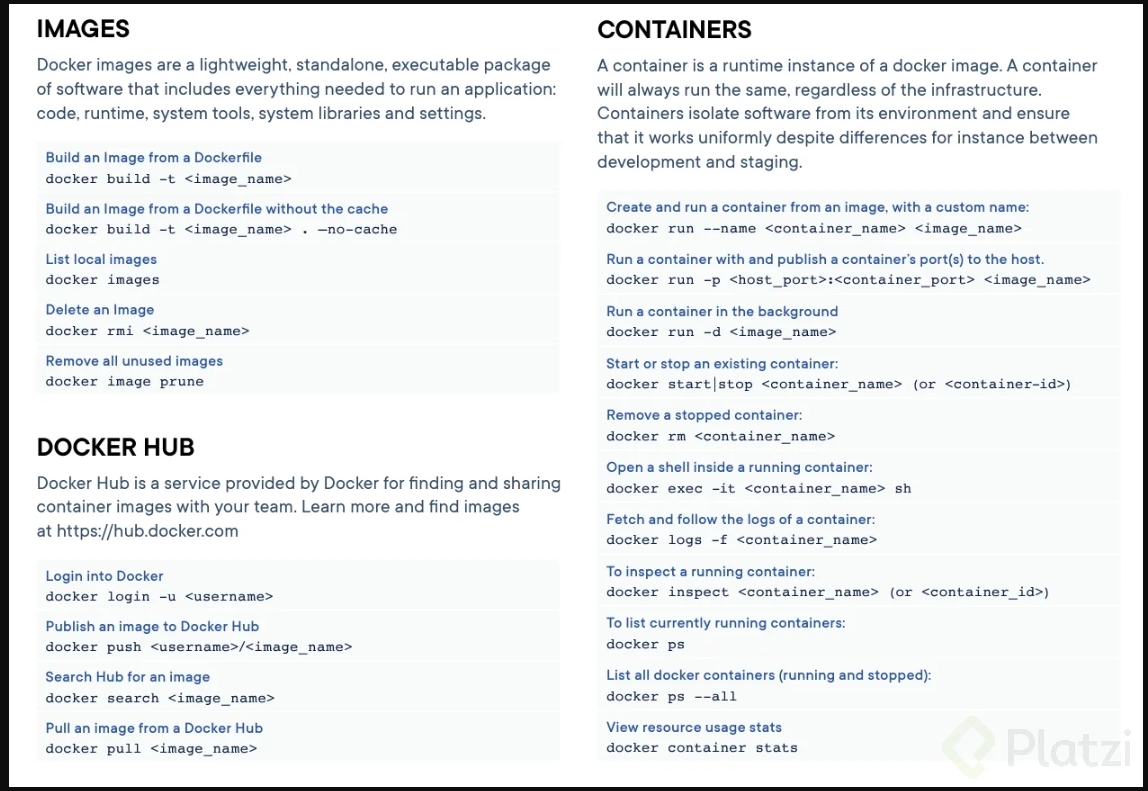 IMAGES
Docker images are a lightweight, standalone, executable package
of software that includes everything needed to run an application:
code, runtime, system tools, system libraries and settings.
Build an Image from a Dockerfile
docker build -t <image_name>
Build an Image from a Dockerfile without the cache
docker build -t <image_name> . —no-cache
List local images
docker images
Delete an Image
docker rmi <image_name>
Remove all unused images
docker image prune
DOCKER HUB
Docker Hub is a service provided by Docker for finding and sharing
container images with your team. Learn more and find images
at https://hub.docker.com
Login into Docker
docker login -u <username>
Publish an image to Docker Hub
docker push <username>/<image_name>
Search Hub for an image
docker search <image_name>
Pull an image from a Docker Hub
docker pull <image_name>
CONTAINERS
A container is a runtime instance of a docker image. A container
will always run the same, regardless of the infrastructure.
Containers isolate software from its environment and ensure
that it works uniformly despite differences for instance between
development and staging.
Create and run a container from an image, with a custom name:
docker run --name <container_name> <image_name>
Run a container with and publish a container’s port(s) to the host.
docker run -p <host_port>:<container_port> <image_name>
Run a container in the background
docker run -d <image_name>
Start or stop an existing container:
docker start|stop <container_name> (or <container-id>)
Remove a stopped container:
docker rm <container_name>
Open a shell inside a running container:
docker exec -it <container_name> sh
Fetch and follow the logs of a container:
docker logs -f <container_name>
To inspect a running container:
docker inspect <container_name> (or <container_id>)
To list currently running containers:
docker ps
List all docker containers (running and stopped):
docker ps --all
View resource usage stats
docker container stats
Platzi